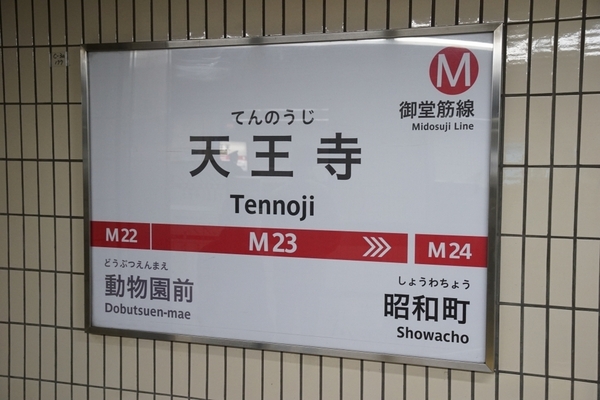 M
御堂筋線
Midosuji Line
てんのうじ
天王寺
Tennoji
M22 M23 M24
どうぶつえんまえ
動物園前
Dobutsuen-mae
しょうわちょう
昭和町
Showacho